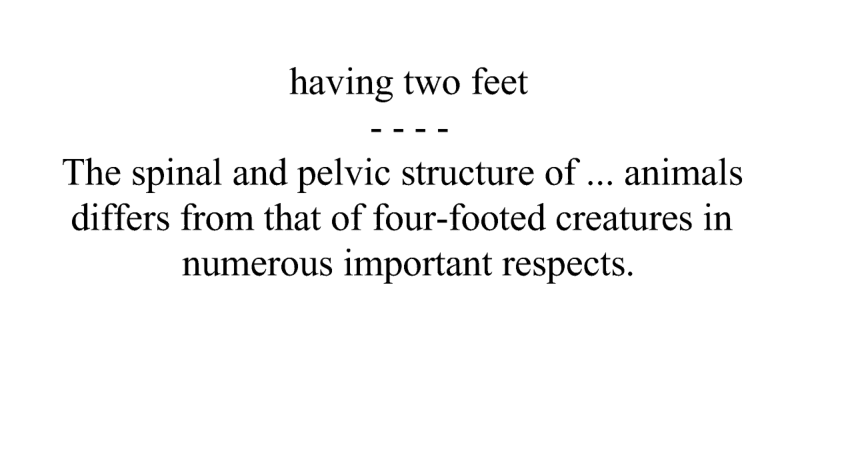 having two feet
- - - -
The spinal and pelvic structure of ... animals
differs from that of four-footed creatures in
numerous important respects.